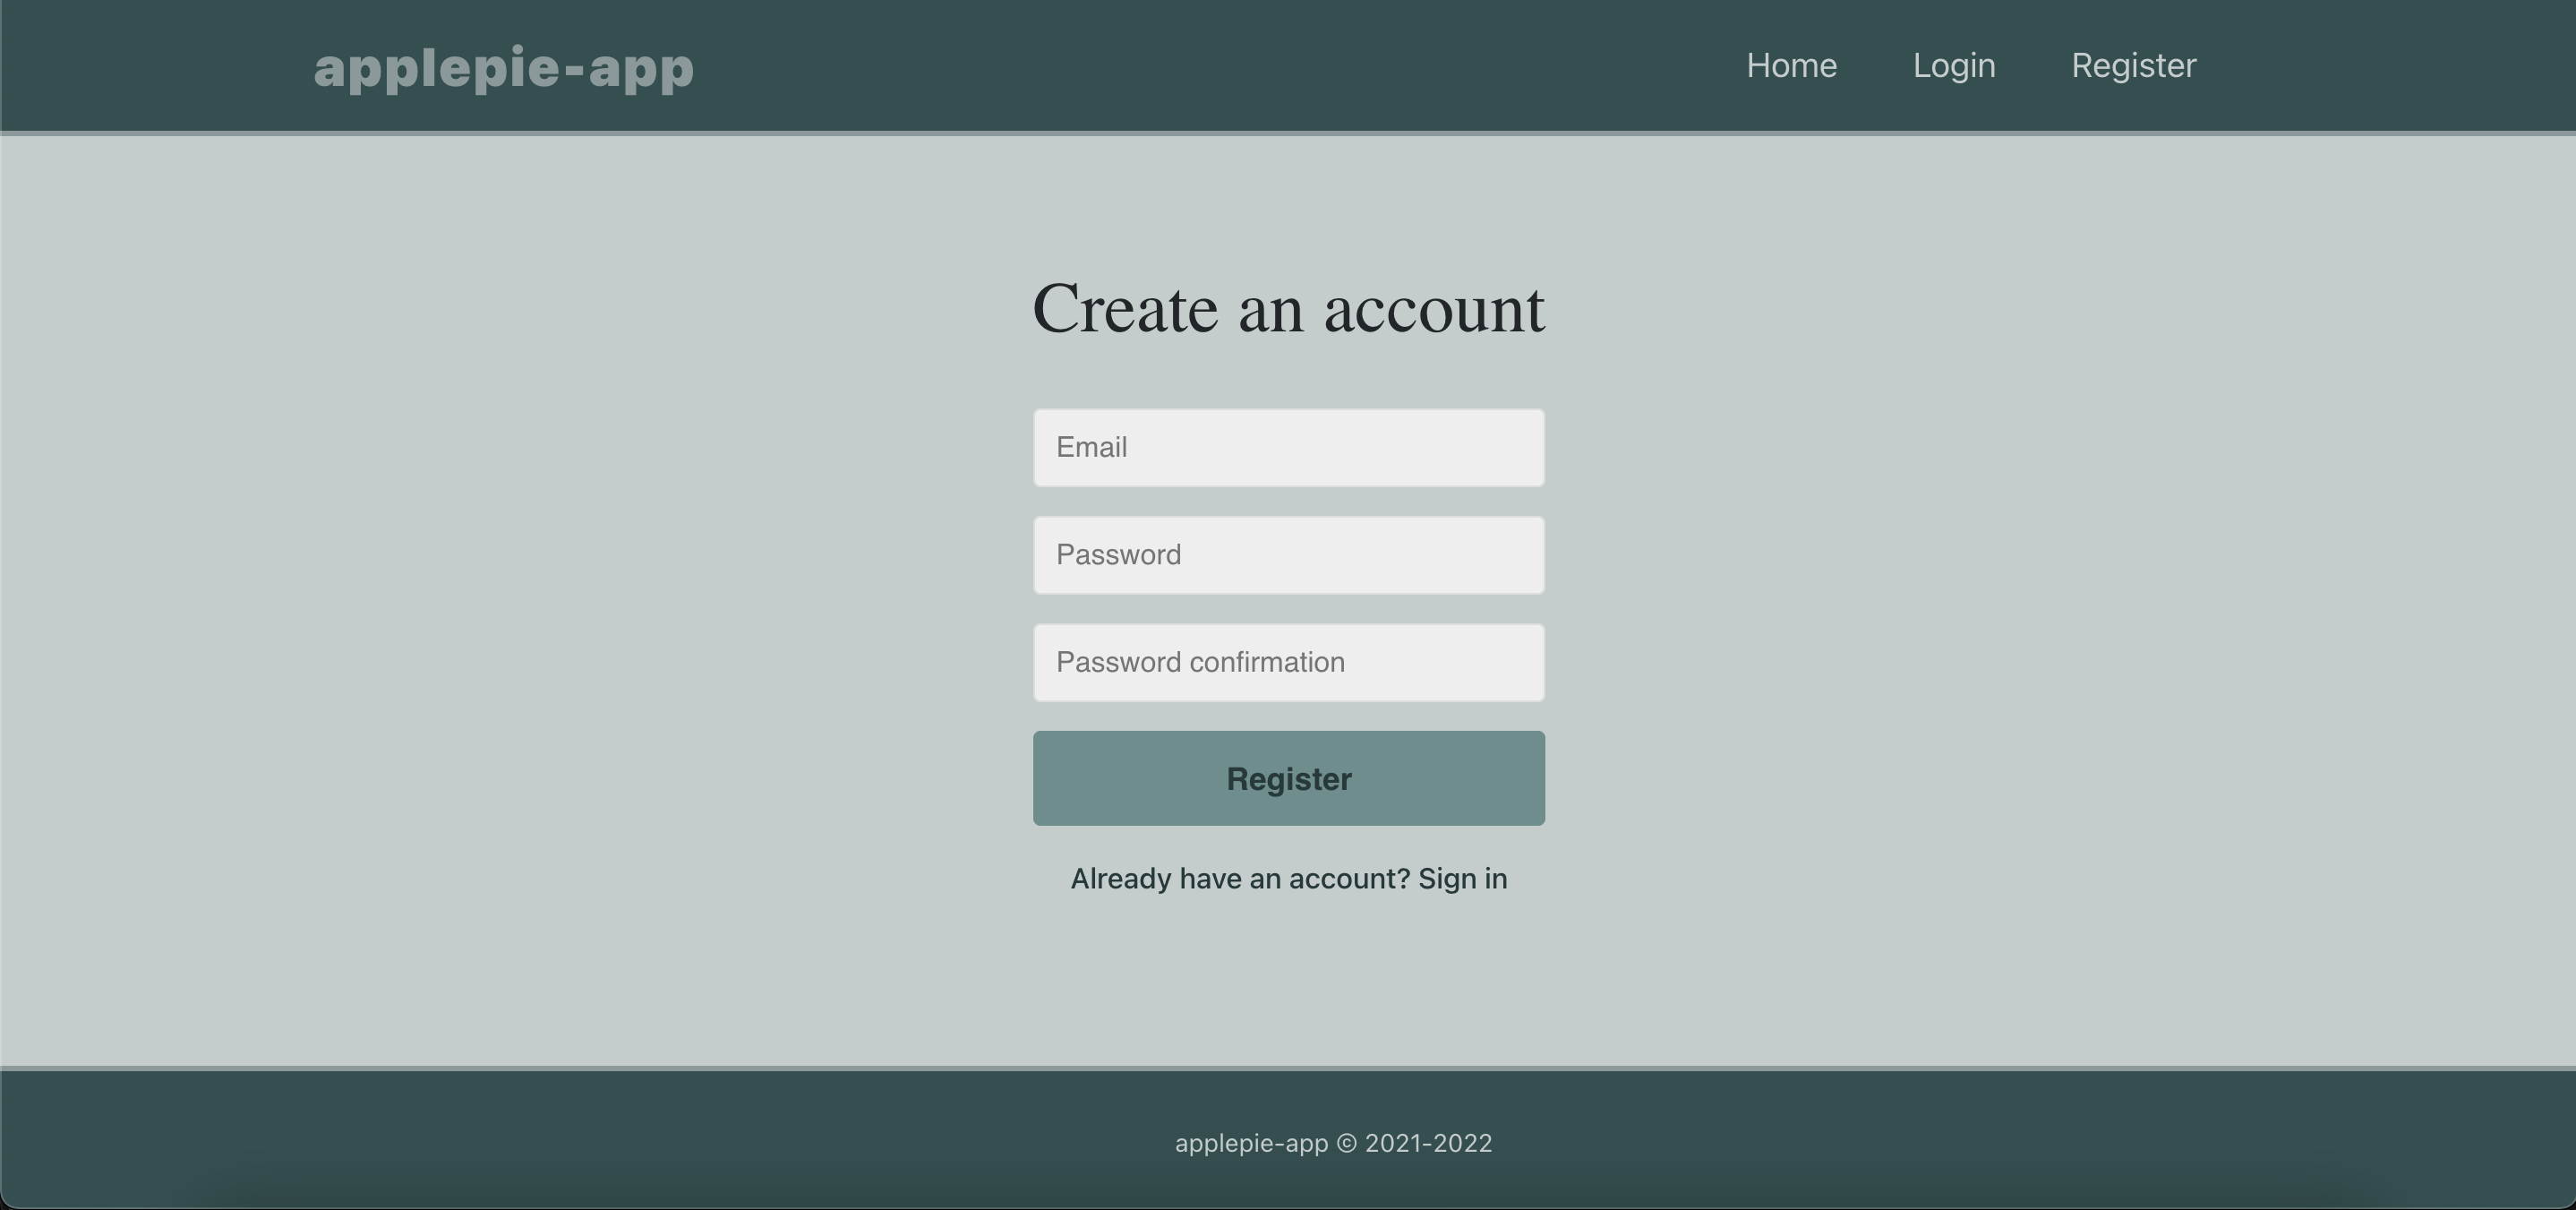 applepie-app
Home Login Register
Create an account
Email
Password
Password confirmation
Register
Already have an account? Sign in
applepie-app © 2021-2022